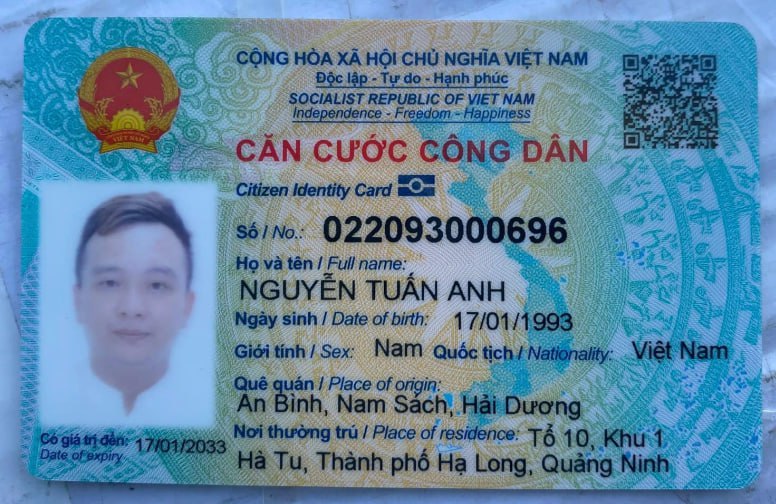 CỘNG HÒA XÃ HỘI CHỦ NGHĨA VIỆT NAM
Độc lập - Tự do - Hạnh phúc
SOCIALIST REPUBLIC OF VIET NAM
Independence - Freedom - Happiness
CĂN CƯỚC CÔNG DÂN
Citizen Identity Card
Số / No.: 022093000696
Họ và tên / Full name:
NGUYỄN TUẤN ANH
Ngày sinh / Date of birth: 17/01/1993
Giới tính / Sex: Nam Quốc tịch / Nationality: Việt Nam
Quê quán / Place of origin:
An Bình, Nam Sách, Hải Dương
Nơi thường trú / Place of residence: Tổ 10, Khu 1
Hà Tu, Thành phố Hạ Long, Quảng Ninh
Có giá trị đến: 17/01/2033
Date of expiry
VIỆT NAM